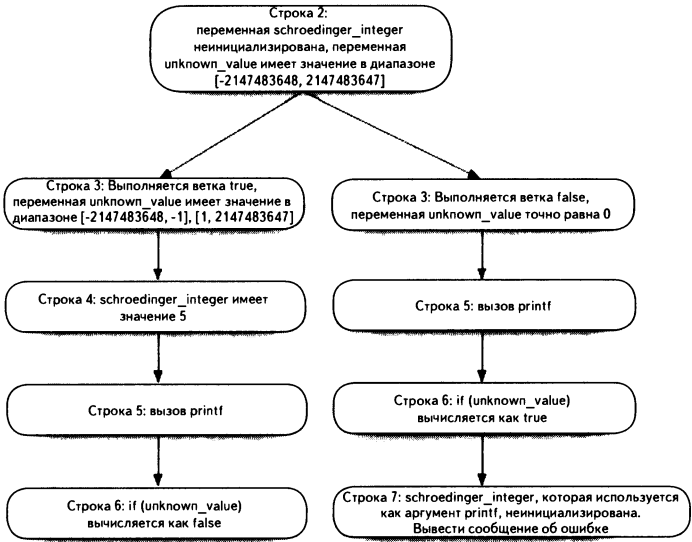 Строка 2:
переменная schroedinger_integer
неинициализирована, переменная
unknown_value имеет значение в диапазоне
[-2147483648, 2147483647]
Строка 3: Выполняется ветка true,
переменная unknown_value имеет значение в
диапазоне [-2147483648, -1], [1, 2147483647]
Строка 3: Выполняется ветка false,
переменная unknown_value точно равна 0
Строка 4: schroedinger_integer имеет
значение 5
Строка 5: вызов printf
Строка 5: вызов printf
Строка 6: if (unknown_value)
вычисляется как true
Строка 6: if (unknown_value)
вычисляется как false
Строка 7: schroedinger_integer, которая используется
как аргумент printf, неинициализирована.
Вывести сообщение об ошибке